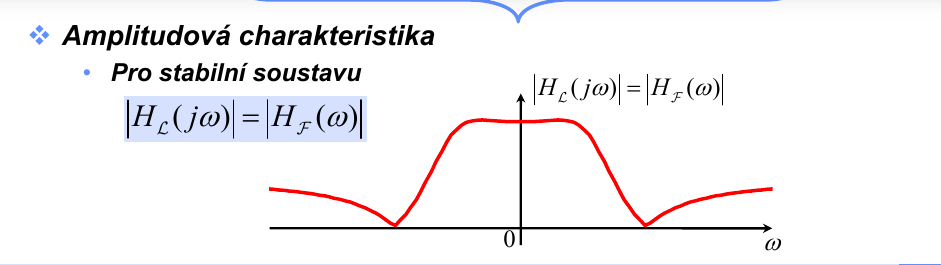 ❖ Amplitudová charakteristika
• Pro stabilní soustavu
|H_ℒ(jω)| = |H_ℱ(ω)|
|H_ℒ(jω)| = |H_ℱ(ω)|
0
ω